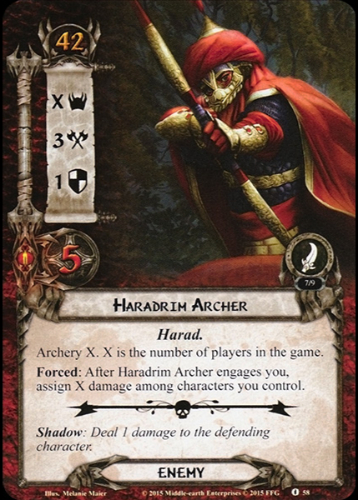 42
X
3
1
5
7/9
HARADRIM ARCHER
Harad.
Archery X. X is the number of players in the game.
Forced: After Haradrim Archer engages you,
assign X damage among characters you control.
Shadow: Deal 1 damage to the defending
character.
ENEMY
Illus. Melanie Maier © 2015 Middle-earth Enterprises © 2015 FFG 58